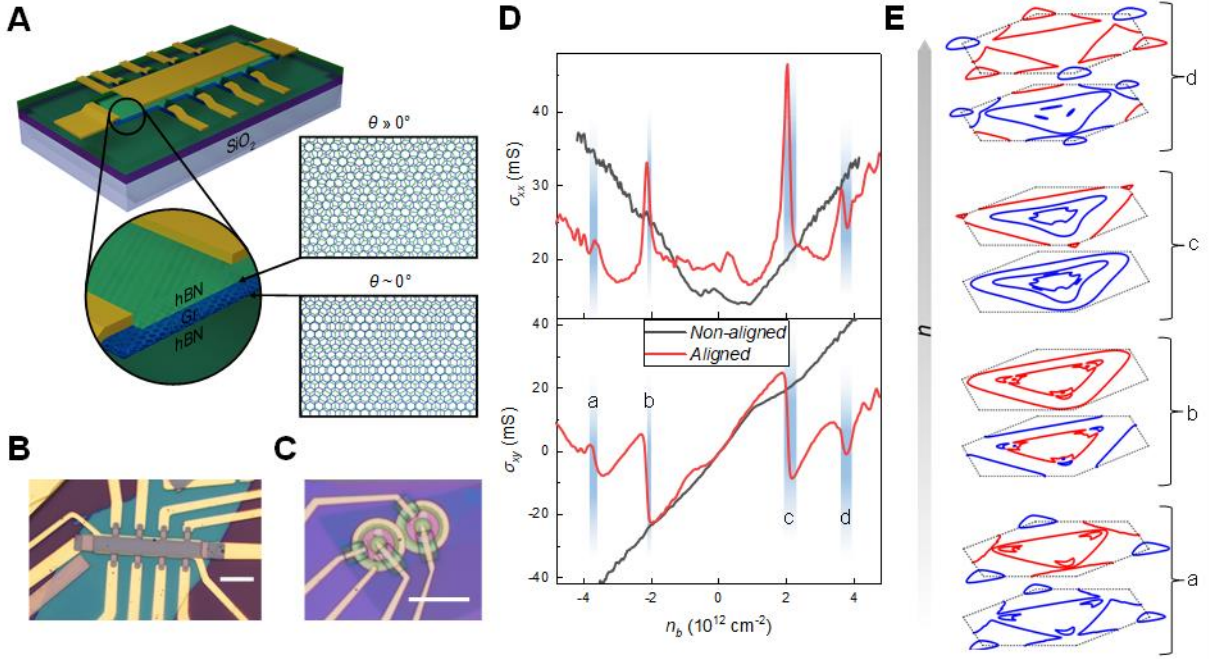 A
SiO2
θ » 0°
θ ~ 0°
hBN
Gr
hBN
B
C
D
40
30
20
σxx (mS)
40
20
0
-20
-40
σxy (mS)
Non-aligned
Aligned
a
b
c
d
-4
-2
0
2
4
nb (10^12 cm^-2)
E
n
d
c
b
a